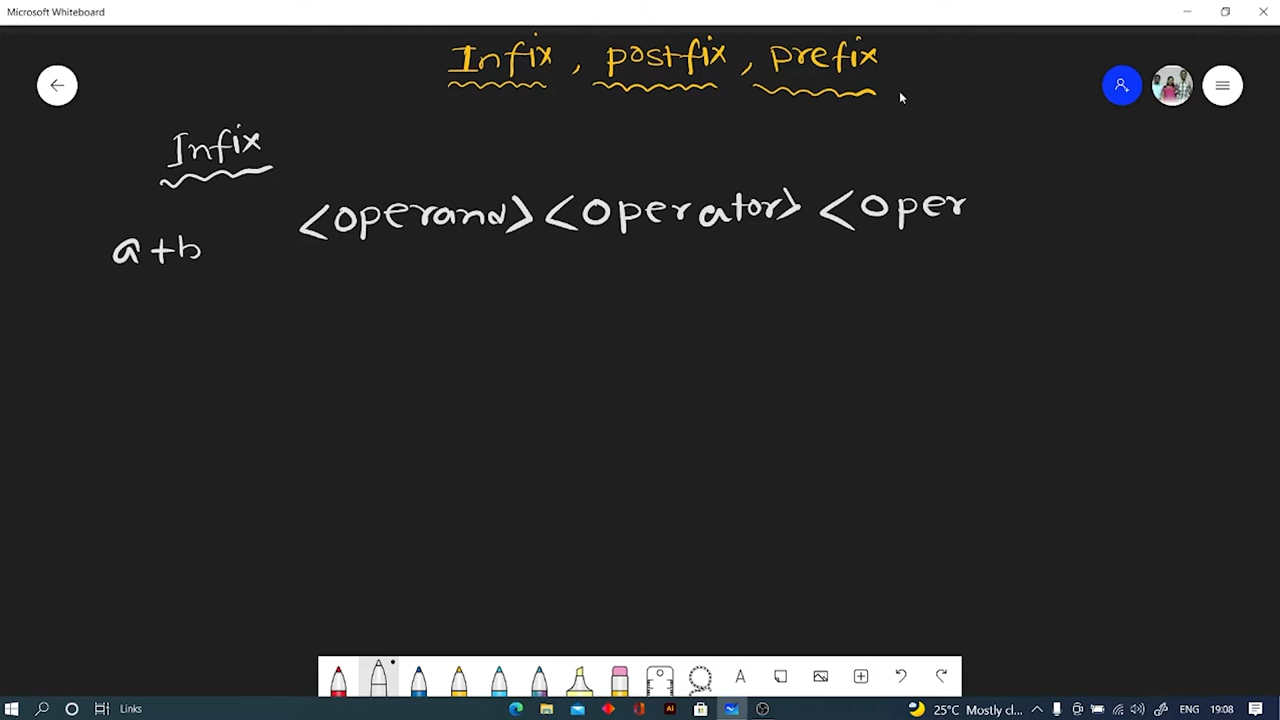 Microsoft Whiteboard
Infix, postfix, prefix
Infix
<operand> <operator> <oper
a+b
A
Links
25°C Mostly cl... ENG 19:08